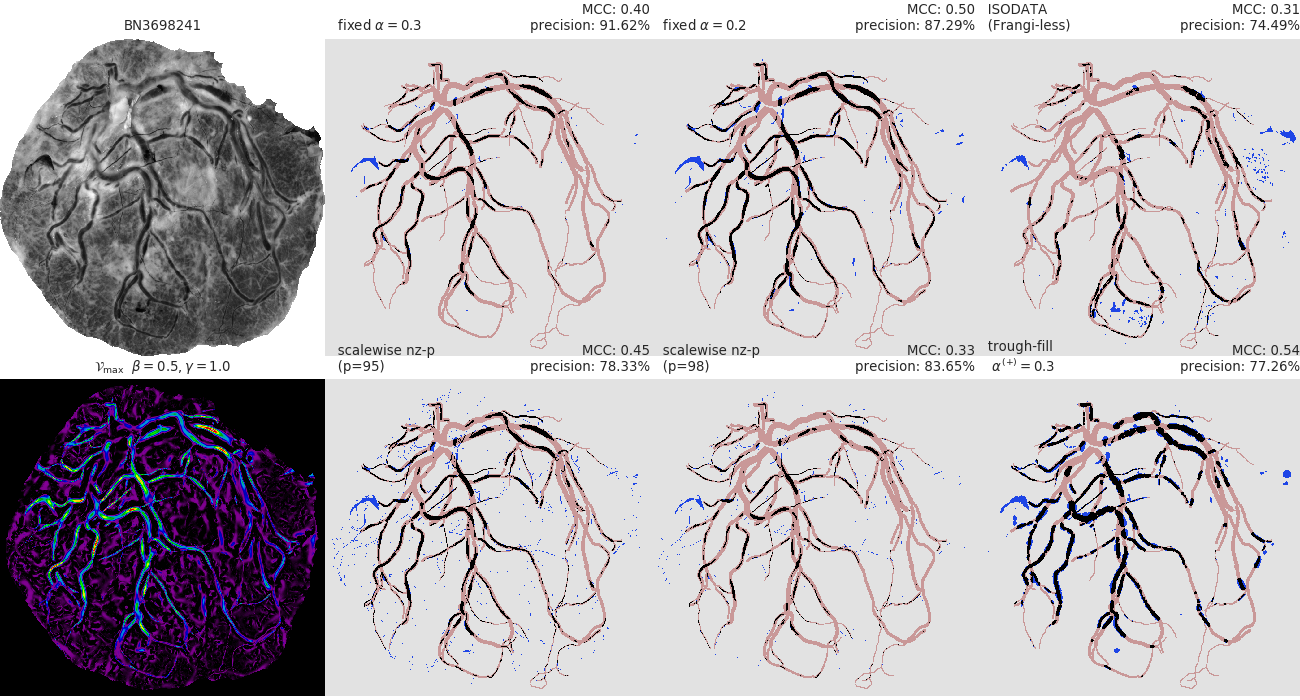 BN3698241
fixed α = 0.3
MCC: 0.40
precision: 91.62%
fixed α = 0.2
MCC: 0.50
precision: 87.29%
ISODATA
(Frangi-less)
MCC: 0.31
precision: 74.49%
𝒱max β = 0.5, γ = 1.0
scalewise nz-p
(p=95)
MCC: 0.45
precision: 78.33%
scalewise nz-p
(p=98)
MCC: 0.33
precision: 83.65%
trough-fill
α(+) = 0.3
MCC: 0.54
precision: 77.26%